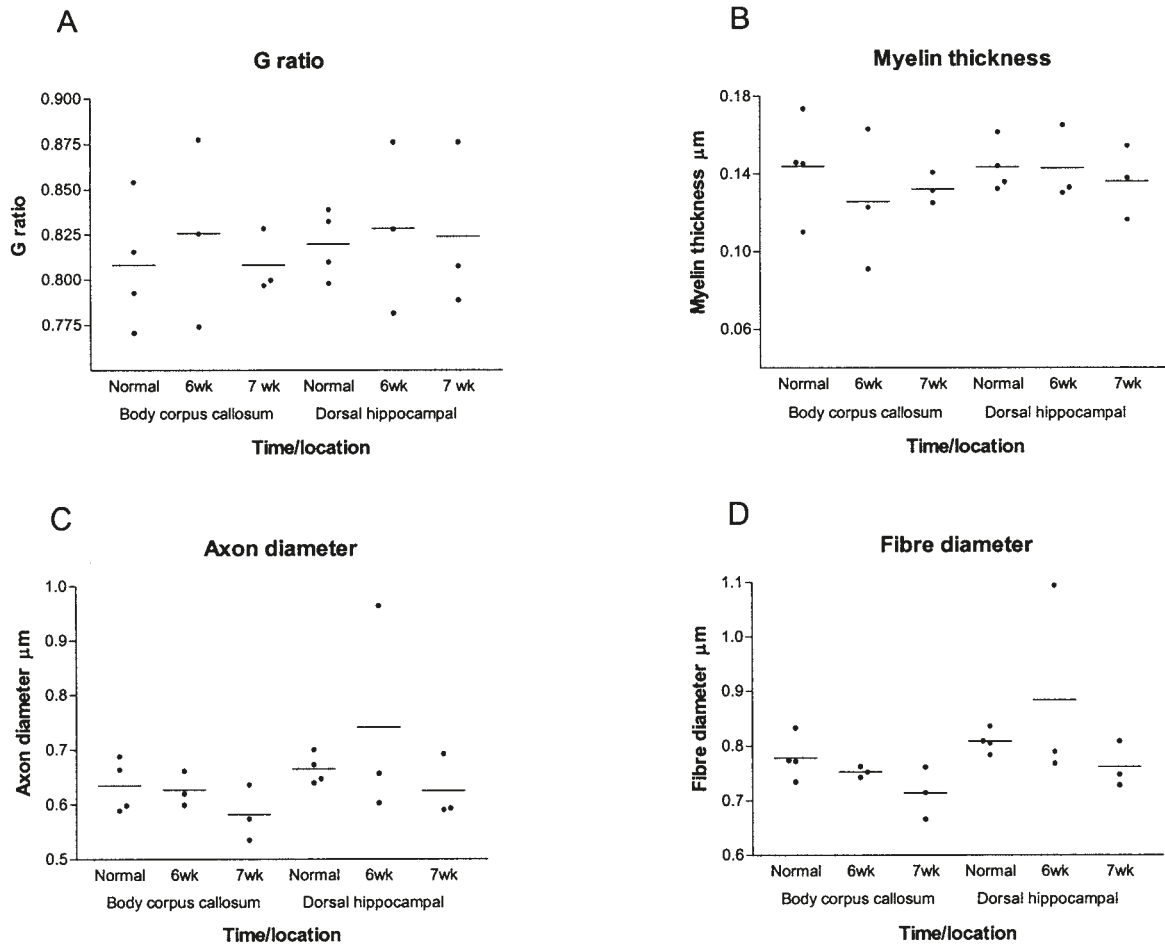 A
G ratio
G ratio
0.900
0.875
0.850
0.825
0.800
0.775
Normal 6wk 7 wk Normal 6wk 7 wk
Body corpus callosum Dorsal hippocampal
Time/location
B
Myelin thickness
Myelin thickness μm
0.18
0.14
0.10
0.06
Normal 6wk 7wk Normal 6wk 7wk
Body corpus callosum Dorsal hippocampal
Time/location
C
Axon diameter
Axon diameter μm
1.0
0.9
0.8
0.7
0.6
0.5
Normal 6wk 7wk Normal 6wk 7wk
Body corpus callosum Dorsal hippocampal
Time/location
D
Fibre diameter
Fibre diameter μm
1.1
1.0
0.9
0.8
0.7
0.6
Normal 6wk 7wk Normal 6wk 7wk
Body corpus callosum Dorsal hippocampal
Time/location